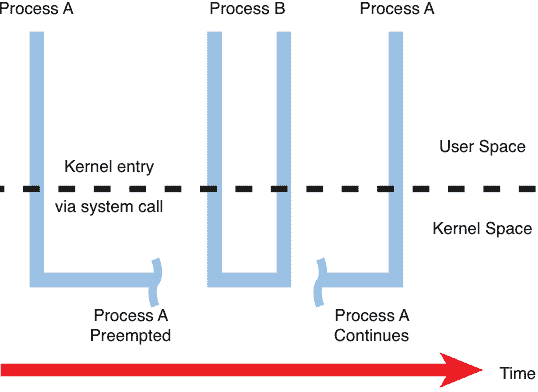 Process A
Process B
Process A
Kernel entry
via system call
User Space
Kernel Space
Process A
Preempted
Process A
Continues
Time